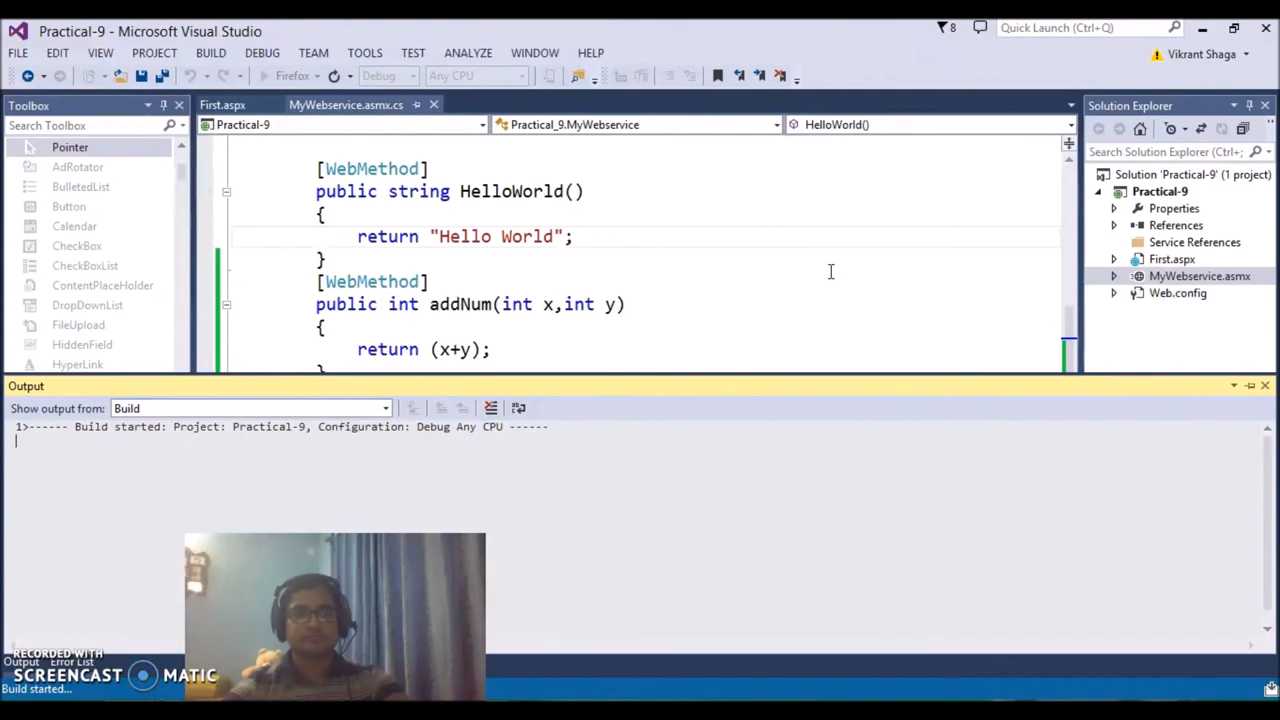 Practical-9 - Microsoft Visual Studio
8
Quick Launch (Ctrl+Q)
FILE EDIT VIEW PROJECT BUILD DEBUG TEAM TOOLS TEST ANALYZE WINDOW HELP
Vikrant Shaga
Firefox Debug Any CPU
Toolbox
First.aspx MyWebservice.asmx.cs
Solution Explorer
Search Toolbox
Practical-9 Practical_9.MyWebservice HelloWorld()
Pointer
AdRotator
BulletedList
Button
Calendar
CheckBox
CheckBoxList
ContentPlaceHolder
DropDownList
FileUpload
HiddenField
HyperLink
[WebMethod]
public string HelloWorld()
{
return "Hello World";
}
[WebMethod]
public int addNum(int x,int y)
{
return (x+y);
}
Search Solution Explorer (Ctrl+;)
Solution 'Practical-9' (1 project)
Practical-9
Properties
References
Service References
First.aspx
MyWebservice.asmx
Web.config
Output
Show output from: Build
1>------ Build started: Project: Practical-9, Configuration: Debug Any CPU ------
RECORDED WITH
SCREENCAST MATIC
Output Error List
Build started...